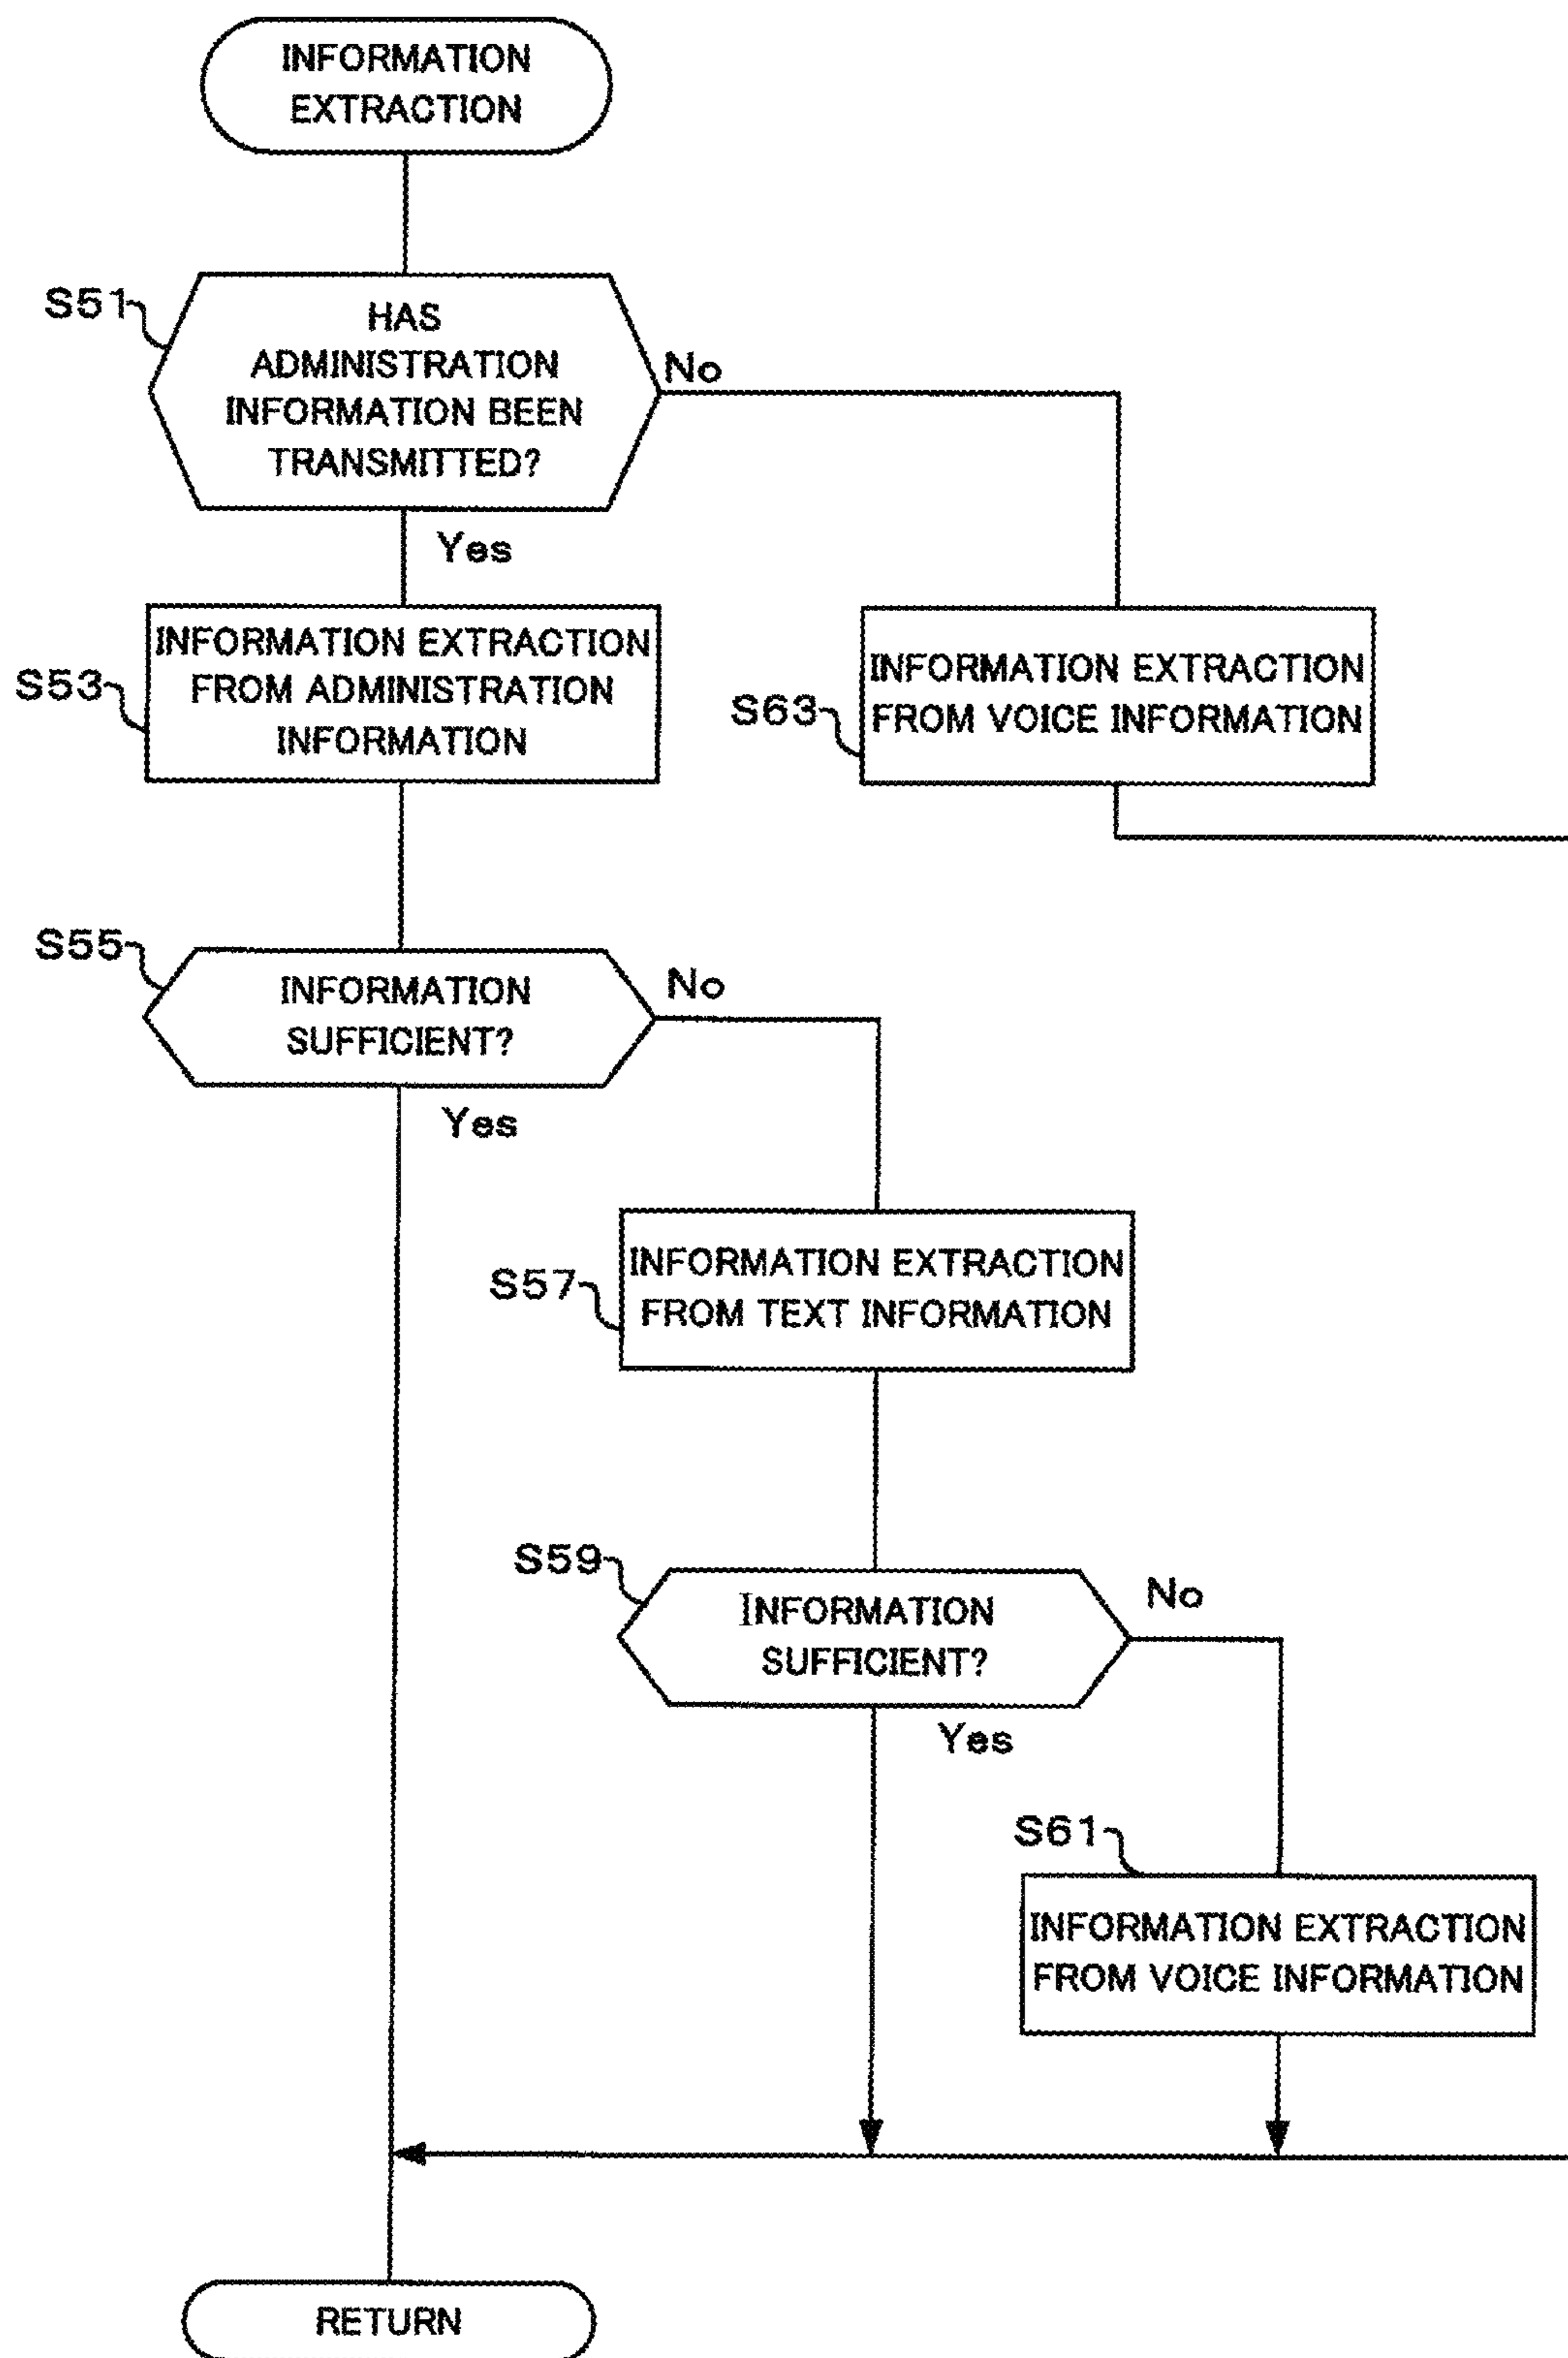 INFORMATION
EXTRACTION
S51
HAS
ADMINISTRATION
INFORMATION BEEN
TRANSMITTED?
No
Yes
S53
INFORMATION EXTRACTION
FROM ADMINISTRATION
INFORMATION
S63
INFORMATION EXTRACTION
FROM VOICE INFORMATION
S55
INFORMATION
SUFFICIENT?
No
Yes
S57
INFORMATION EXTRACTION
FROM TEXT INFORMATION
S59
INFORMATION
SUFFICIENT?
No
Yes
S61
INFORMATION EXTRACTION
FROM VOICE INFORMATION
RETURN